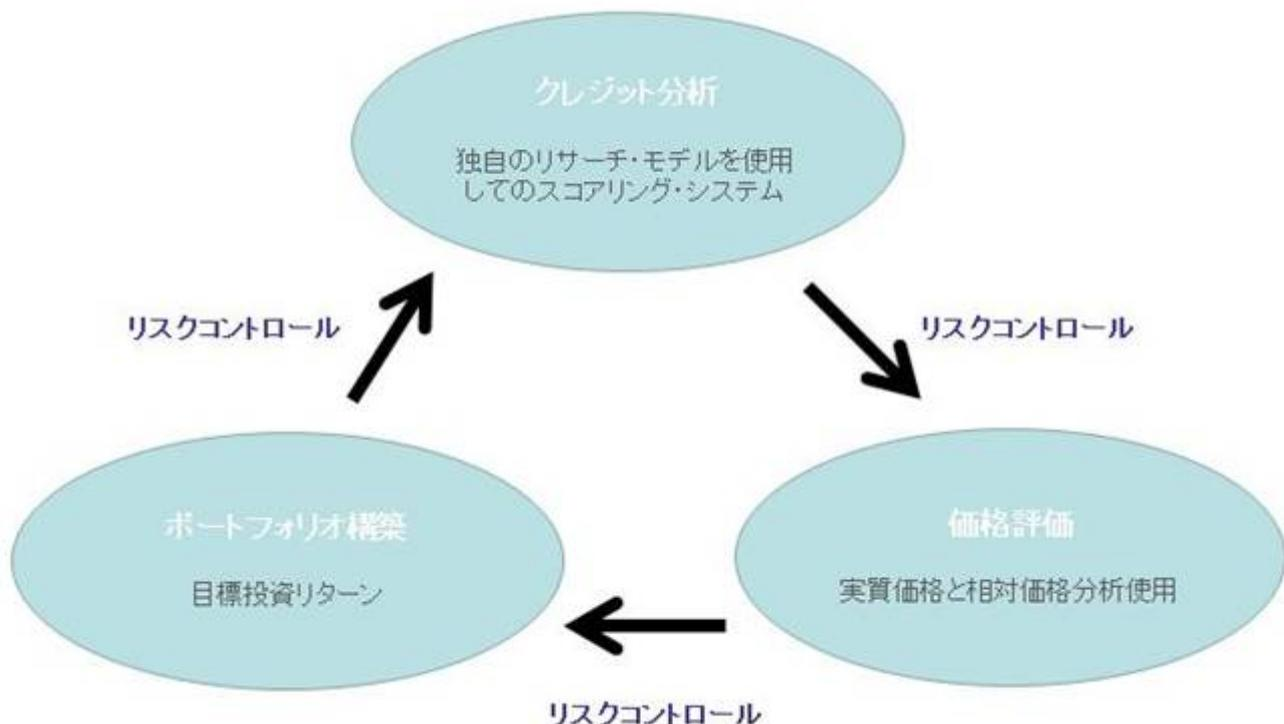 クレジット分析
独自のリサーチ・モデルを使用
してのスコアリング・システム
リスクコントロール
リスクコントロール
ポートフォリオ構築
目標投資リターン
価格評価
実質価格と相対価格分析使用
リスクコントロール